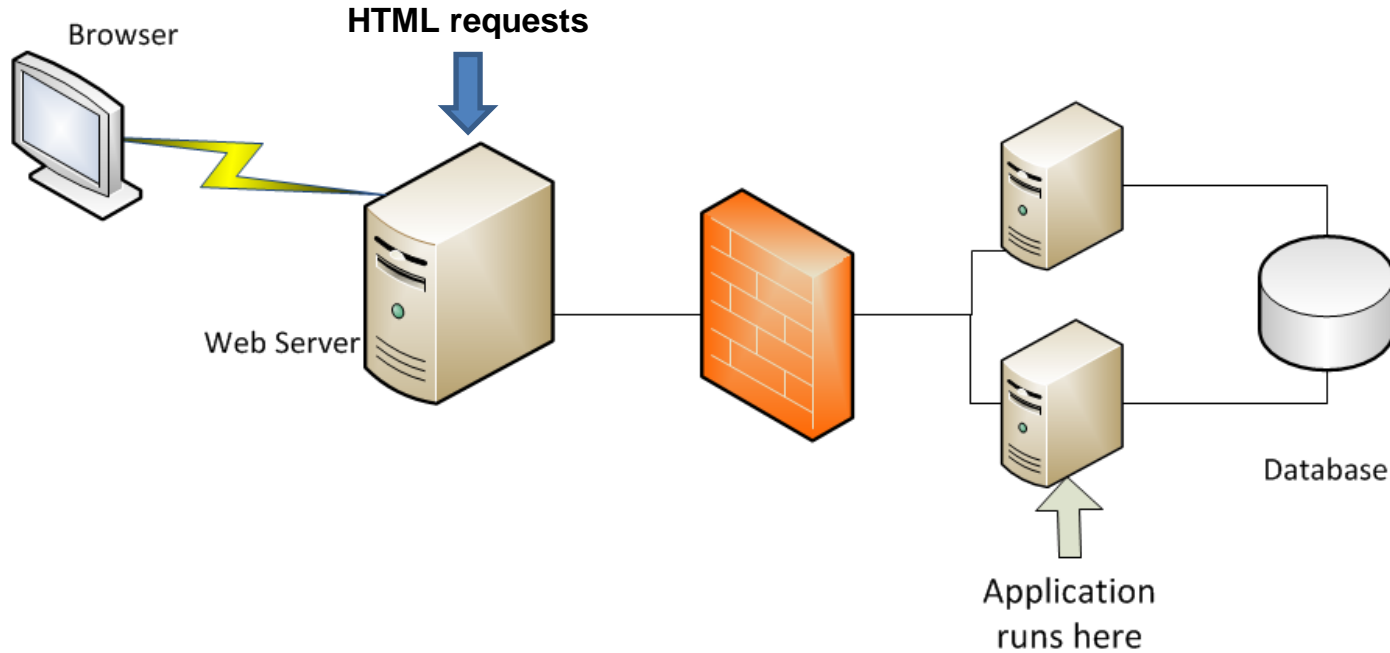 HTML requests
Browser
Web Server
Database
Application
runs here